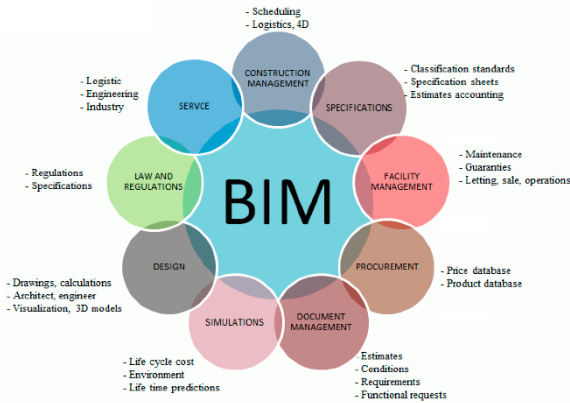 - Scheduling
- Logistics, 4D
CONSTRUCTION
MANAGEMENT
- Classification standards
- Specification sheets
- Estimates accounting
SPECIFICATIONS
- Maintenance
- Guaranties
- Letting, sale, operations
FACILITY
MANAGEMENT
PROCUREMENT
- Price database
- Product database
DOCUMENT
MANAGEMENT
- Estimates
- Conditions
- Requirements
- Functional requests
SIMULATIONS
- Life cycle cost
- Environment
- Life time predictions
DESIGN
- Drawings, calculations
- Architect, engineer
- Visualization, 3D models
LAW AND
REGULATIONS
- Regulations
- Specifications
SERVCE
- Logistic
- Engineering
- Industry
BIM